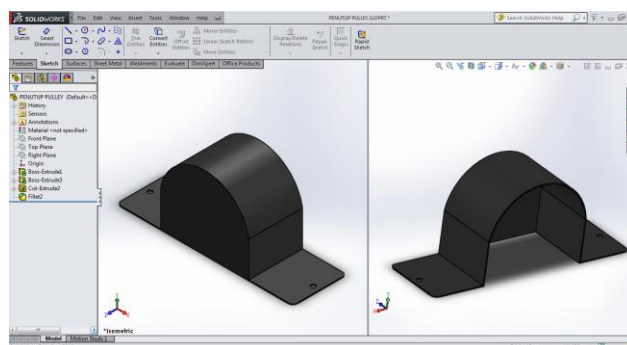 SOLIDWORKS File Edit View Insert Tools Window Help
PENUTUP PULLEY SLDPRT *
Search SolidWorks Help
Sketch
Smart Dimension
Trim Entities
Convert Entities
Offset Entities
Mirror Entities
Linear Sketch Pattern
Move Entities
Display/Delete Relations
Repair Sketch
Quick Snaps
Rapid Sketch
Features Sketch Surfaces Sheet Metal Weldments Evaluate DimXpert Office Products
PENUTUP PULLEY (Default<<D
History
Sensors
Annotations
Material <not specified>
Front Plane
Top Plane
Right Plane
Origin
Boss-Extrude1
Boss-Extrude3
Cut-Extrude2
Fillet2
*Isometric
Model Motion Study 1